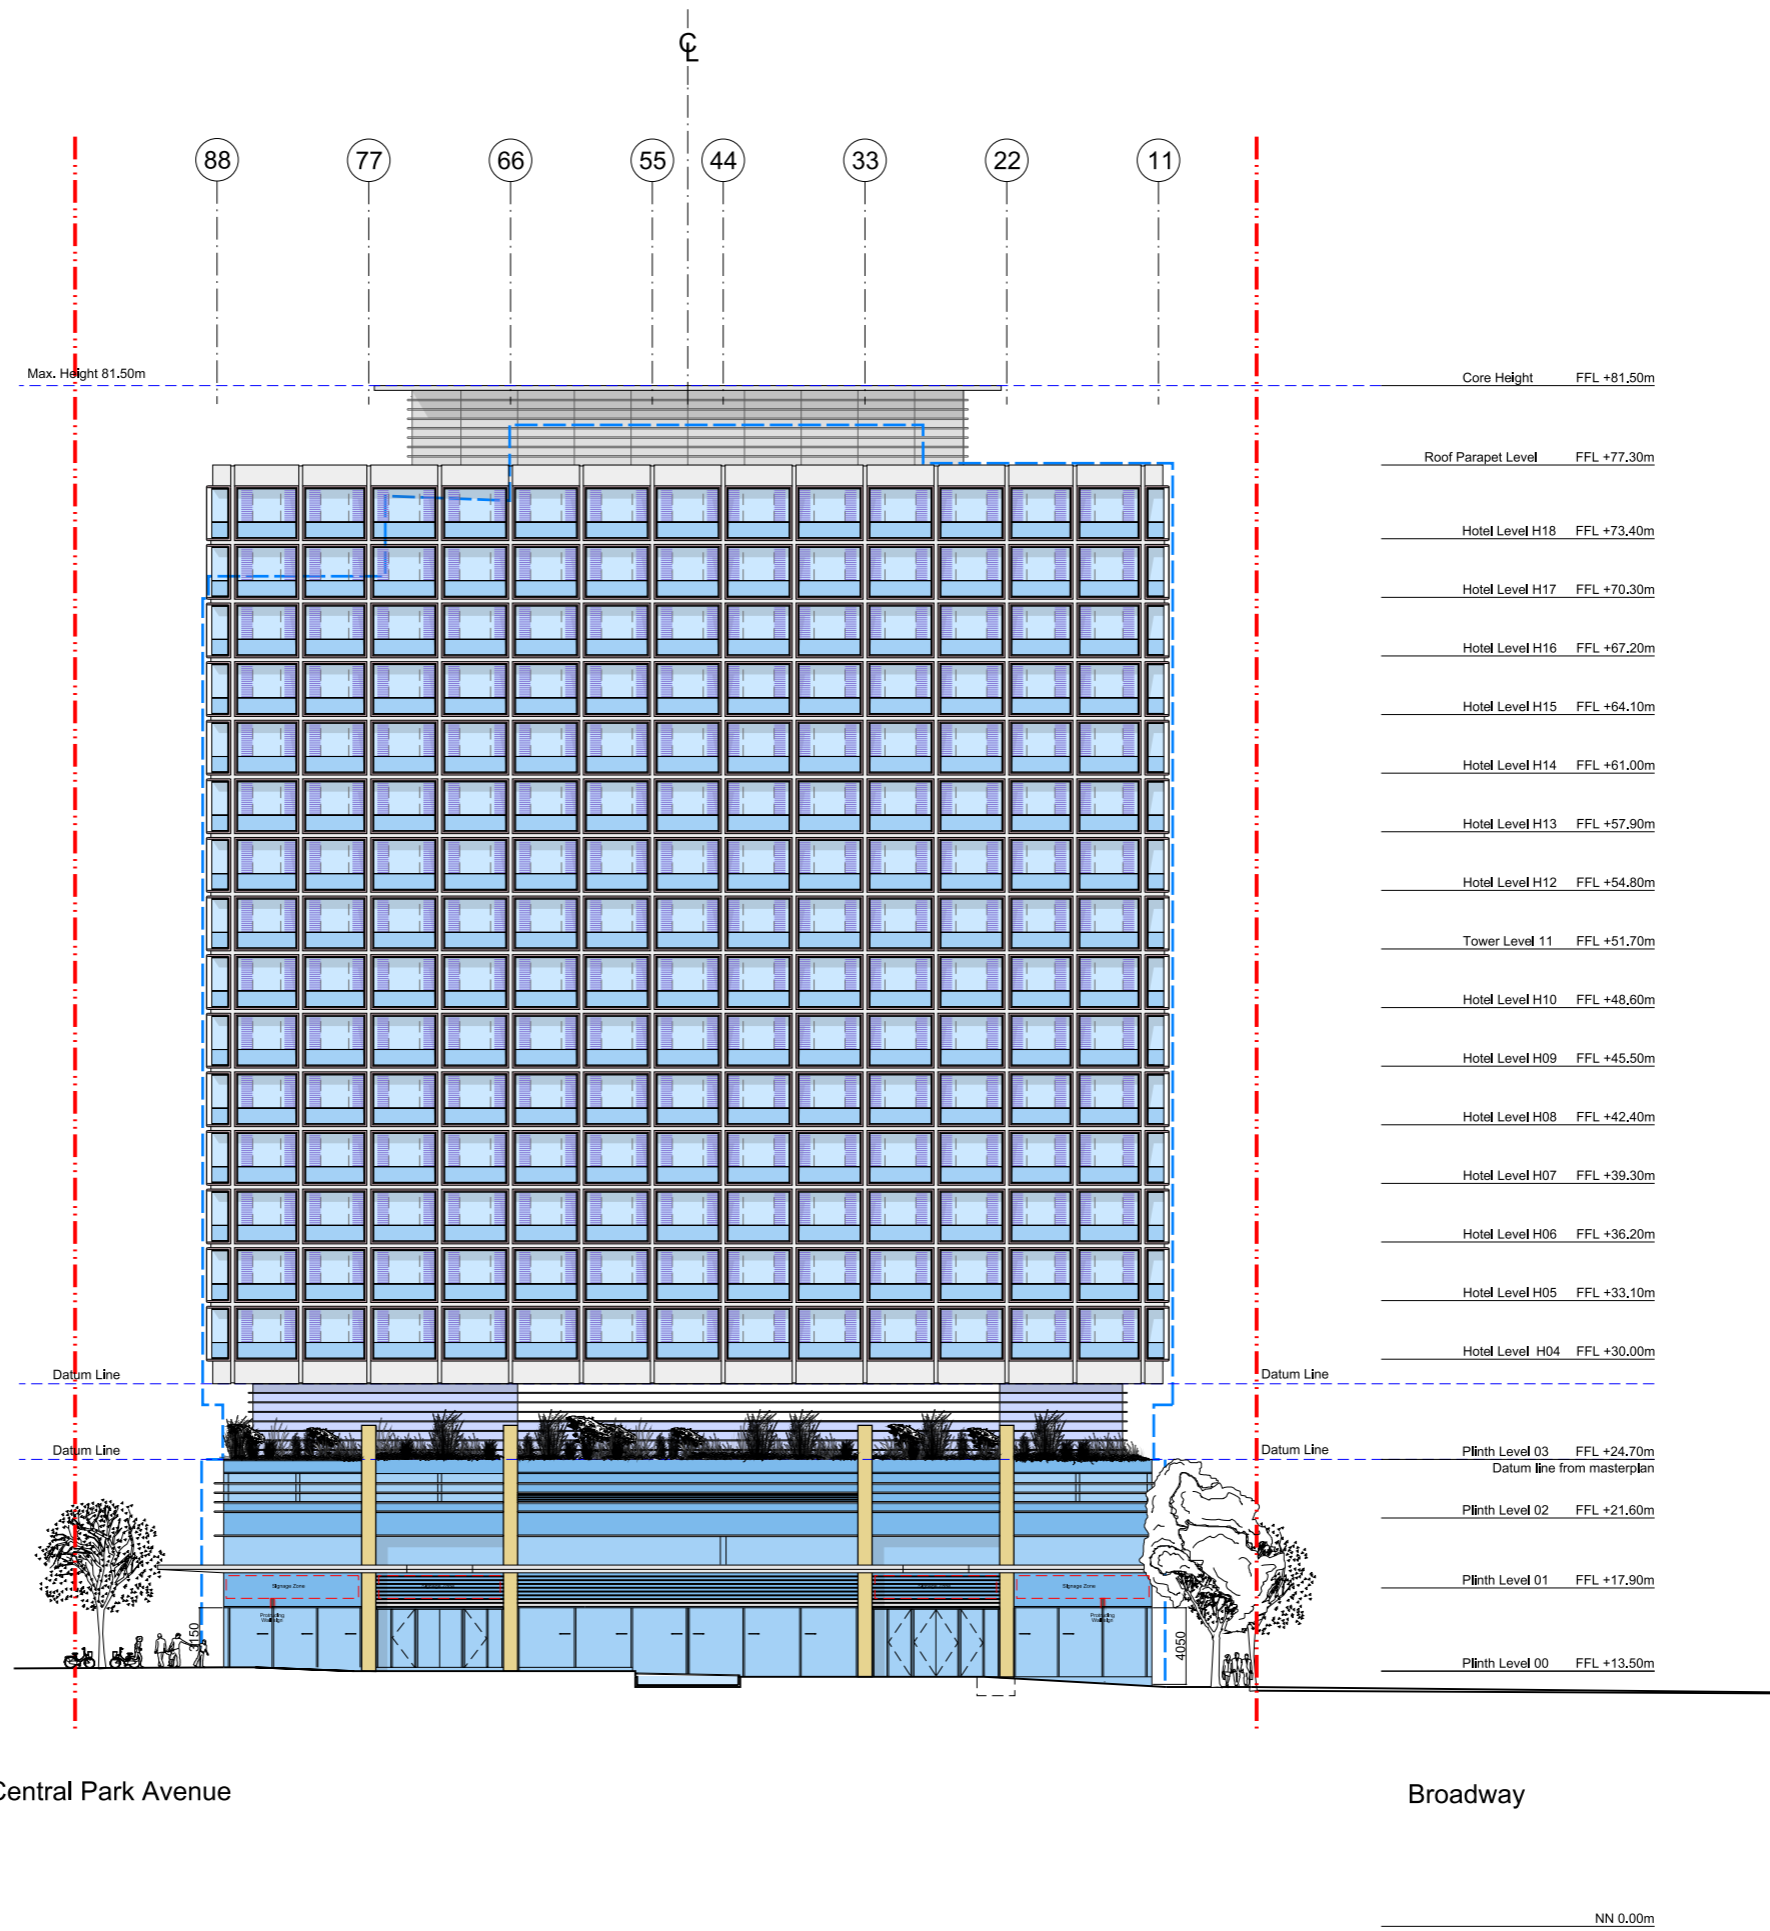 ℄
88 77 66 55 44 33 22 11
Max. Height 81.50m
Core Height FFL +81.50m
Roof Parapet Level FFL +77.30m
Hotel Level H18 FFL +73.40m
Hotel Level H17 FFL +70.30m
Hotel Level H16 FFL +67.20m
Hotel Level H15 FFL +64.10m
Hotel Level H14 FFL +61.00m
Hotel Level H13 FFL +57.90m
Hotel Level H12 FFL +54.80m
Tower Level 11 FFL +51.70m
Hotel Level H10 FFL +48.60m
Hotel Level H09 FFL +45.50m
Hotel Level H08 FFL +42.40m
Hotel Level H07 FFL +39.30m
Hotel Level H06 FFL +36.20m
Hotel Level H05 FFL +33.10m
Hotel Level H04 FFL +30.00m
Datum Line Datum Line
Datum Line Datum Line Plinth Level 03 FFL +24.70m
Datum line from masterplan
Plinth Level 02 FFL +21.60m
Plinth Level 01 FFL +17.90m
Signage Zone Signage Zone Signage Zone Signage Zone
Protruding Protruding
3150
4050
Plinth Level 00 FFL +13.50m
Central Park Avenue
Broadway
NN 0.00m